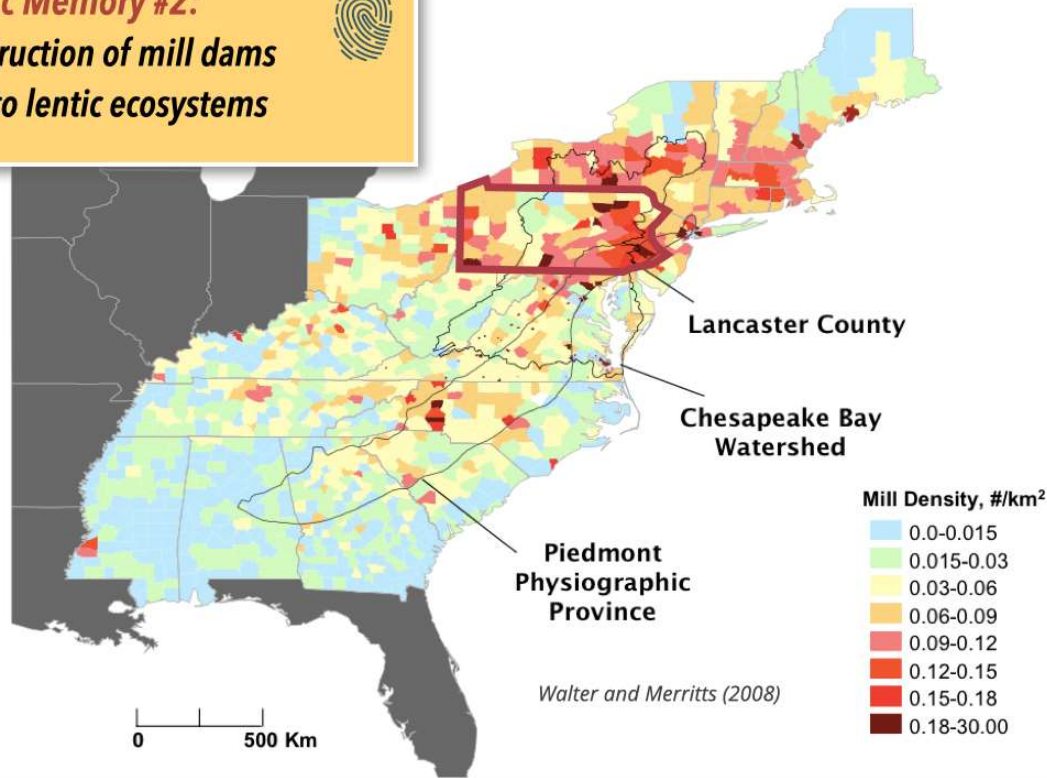 Memory #2:
of mill dams
to lentic ecosystems
Lancaster County
Chesapeake Bay
Watershed
Piedmont
Physiographic
Province
Walter and Merritts (2008)
Mill Density, #/km²
0.0-0.015
0.015-0.03
0.03-0.06
0.06-0.09
0.09-0.12
0.12-0.15
0.15-0.18
0.18-30.00
0 500 Km